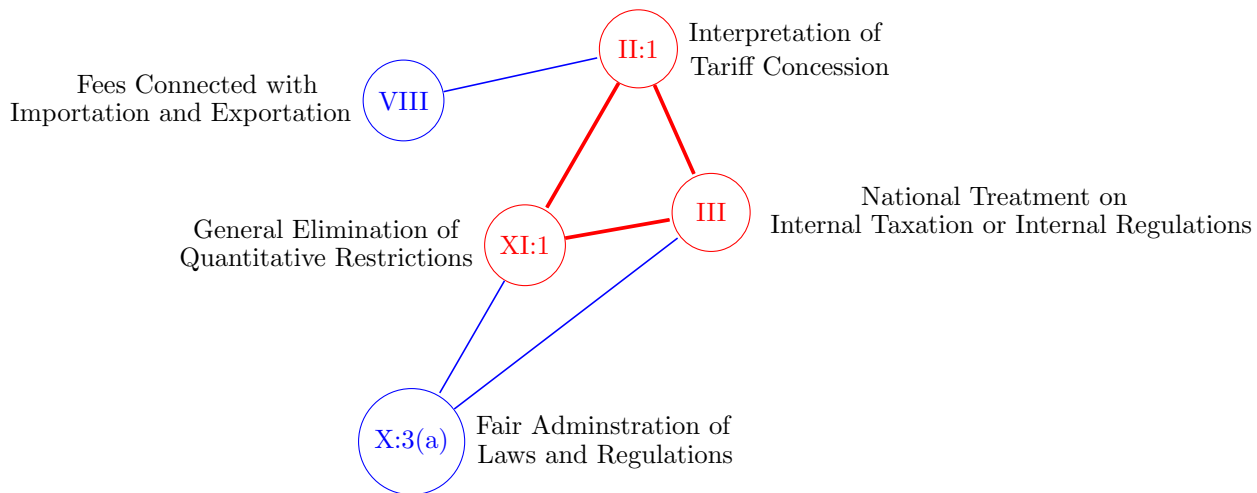 II:1
Interpretation of
Tariff Concession
Fees Connected with
Importation and Exportation
VIII
National Treatment on
Internal Taxation or Internal Regulations
III
General Elimination of
Quantitative Restrictions
XI:1
X:3(a)
Fair Adminstration of
Laws and Regulations